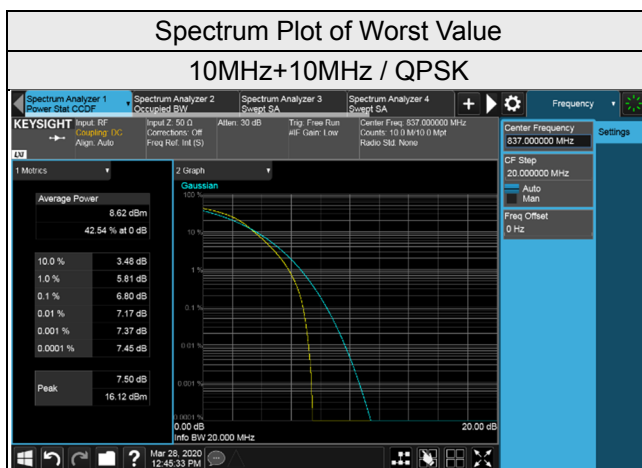 Spectrum Plot of Worst Value
10MHz+10MHz / QPSK
Spectrum Analyzer 1
Power Stat CCDF
Spectrum Analyzer 2
Occupied BW
Spectrum Analyzer 3
Swept SA
Spectrum Analyzer 4
Swept SA
Frequency
KEYSIGHT
Input: RF
Coupling: DC
Align: Auto
Input Z: 50 Ω
Corrections: Off
Freq Ref: Int (S)
Atten: 30 dB
Trig: Free Run
#IF Gain: Low
Center Freq: 837.000000 MHz
Counts: 10.0 M/10.0 Mpt
Radio Std: None
LXI
Center Frequency
837.000000 MHz
Settings
CF Step
20.000000 MHz
Auto
Man
Freq Offset
0 Hz
1 Metrics
Average Power
8.62 dBm
42.54 % at 0 dB
10.0 % 3.48 dB
1.0 % 5.81 dB
0.1 % 6.80 dB
0.01 % 7.17 dB
0.001 % 7.37 dB
0.0001 % 7.45 dB
Peak
7.50 dB
16.12 dBm
2 Graph
Gaussian
100 %
10 %
1 %
0.1 %
0.01 %
0.001 %
0.0001 %
0.00 dB
20.00 dB
Info BW 20.000 MHz
?
Mar 28, 2020
12:45:33 PM